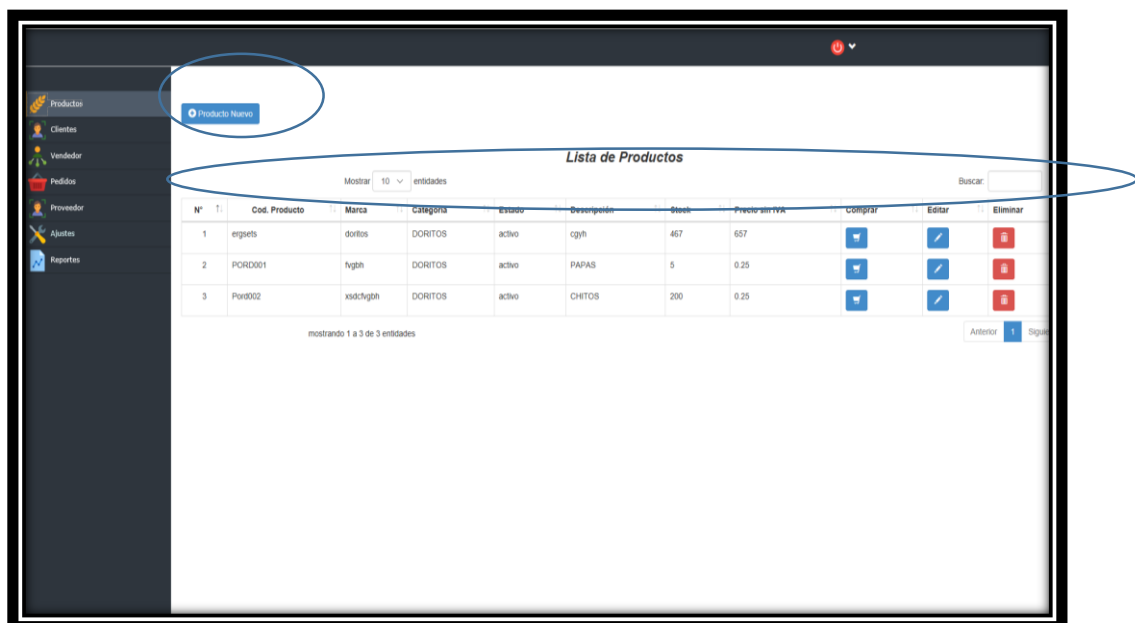 Productos
Clientes
Vendedor
Pedidos
Proveedor
Ajustes
Reportes
Producto Nuevo
Lista de Productos
Mostrar 10 entidades Buscar:
N° Cod. Producto Marca Categoría Estado Descripción Stock Precio sin IVA Comprar Editar Eliminar
1 ergsets doritos DORITOS activo cgyh 467 657
2 PORD001 fvgbh DORITOS activo PAPAS 5 0.25
3 Pord002 xsdcfvgbh DORITOS activo CHITOS 200 0.25
mostrando 1 a 3 de 3 entidades
Anterior 1 Siguie